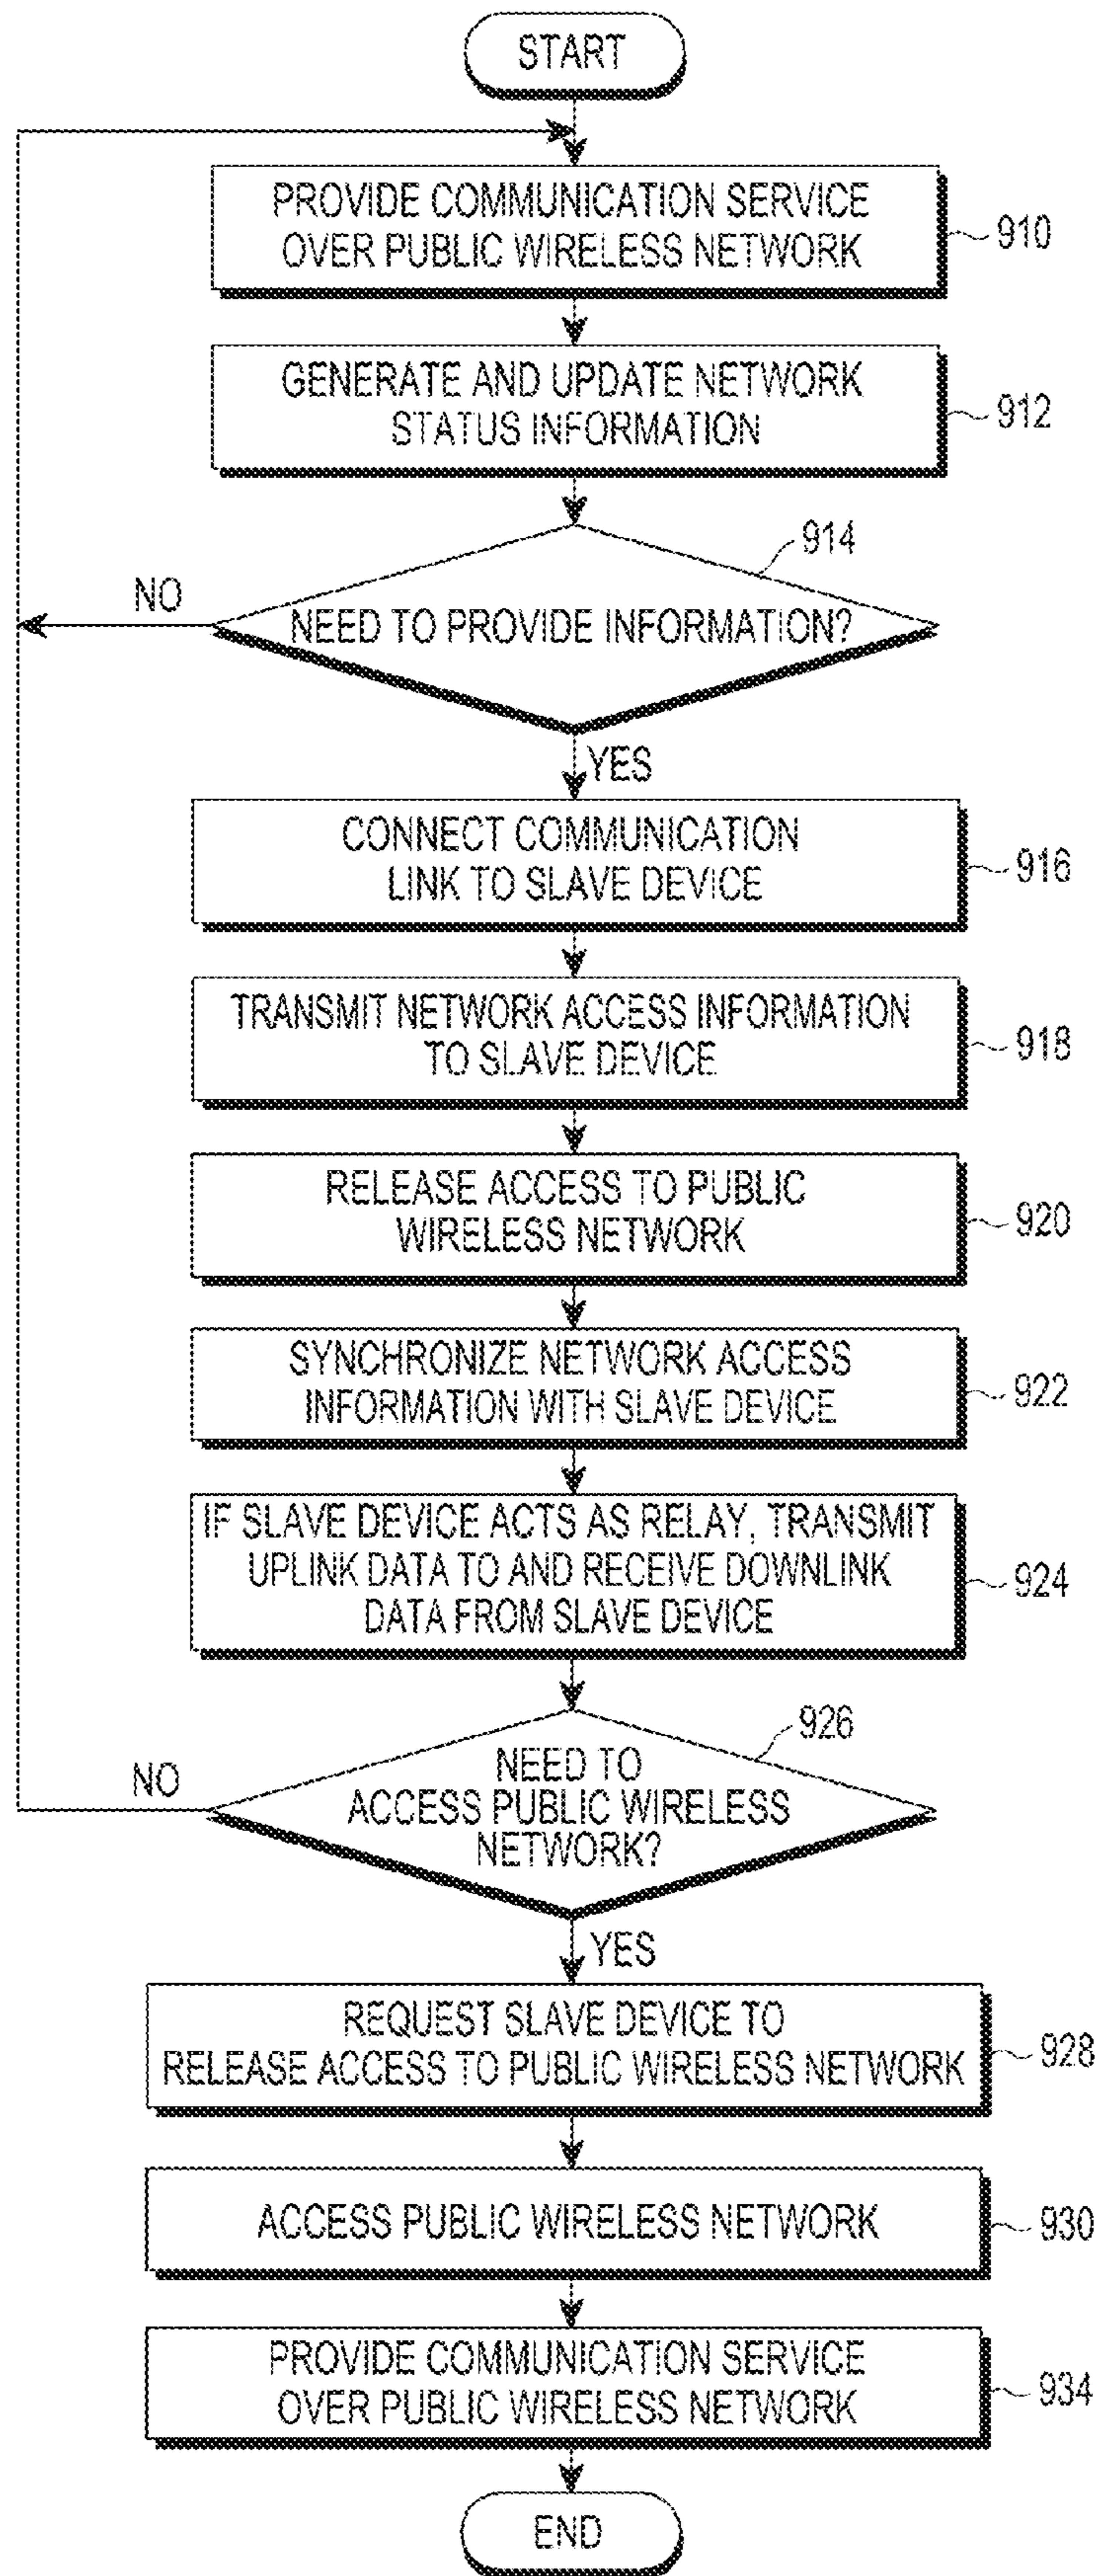 START
PROVIDE COMMUNICATION SERVICE
OVER PUBLIC WIRELESS NETWORK
910
GENERATE AND UPDATE NETWORK
STATUS INFORMATION
912
914
NO
NEED TO PROVIDE INFORMATION?
YES
CONNECT COMMUNICATION
LINK TO SLAVE DEVICE
916
TRANSMIT NETWORK ACCESS INFORMATION
TO SLAVE DEVICE
918
RELEASE ACCESS TO PUBLIC
WIRELESS NETWORK
920
SYNCHRONIZE NETWORK ACCESS
INFORMATION WITH SLAVE DEVICE
922
IF SLAVE DEVICE ACTS AS RELAY, TRANSMIT
UPLINK DATA TO AND RECEIVE DOWNLINK
DATA FROM SLAVE DEVICE
924
926
NO
NEED TO
ACCESS PUBLIC WIRELESS
NETWORK?
YES
REQUEST SLAVE DEVICE TO
RELEASE ACCESS TO PUBLIC WIRELESS NETWORK
928
ACCESS PUBLIC WIRELESS NETWORK
930
PROVIDE COMMUNICATION SERVICE
OVER PUBLIC WIRELESS NETWORK
934
END